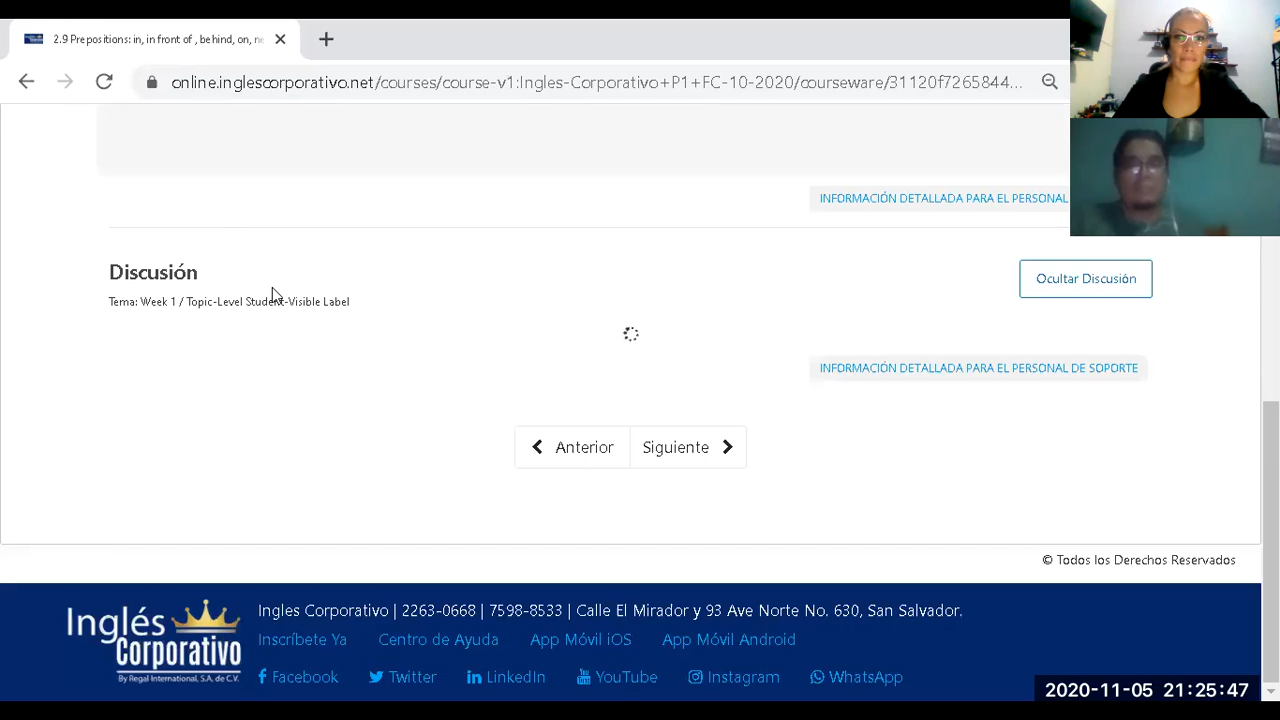 2.9 Prepositions: in, in front of , behind, on, ne
online.inglescorporativo.net/courses/course-v1:Ingles-Corporativo+P1+FC-10-2020/courseware/31120f7265844...
INFORMACIÓN DETALLADA PARA EL PERSONAL
Discusión
Ocultar Discusión
Tema: Week 1 / Topic-Level Student-Visible Label
INFORMACIÓN DETALLADA PARA EL PERSONAL DE SOPORTE
Anterior Siguiente
© Todos los Derechos Reservados
Inglés Corporativo
By Regal International, S.A. de C.V.
Ingles Corporativo | 2263-0668 | 7598-8533 | Calle El Mirador y 93 Ave Norte No. 630, San Salvador.
Inscríbete Ya Centro de Ayuda App Móvil iOS App Móvil Android
Facebook Twitter LinkedIn YouTube Instagram WhatsApp
2020-11-05 21:25:47